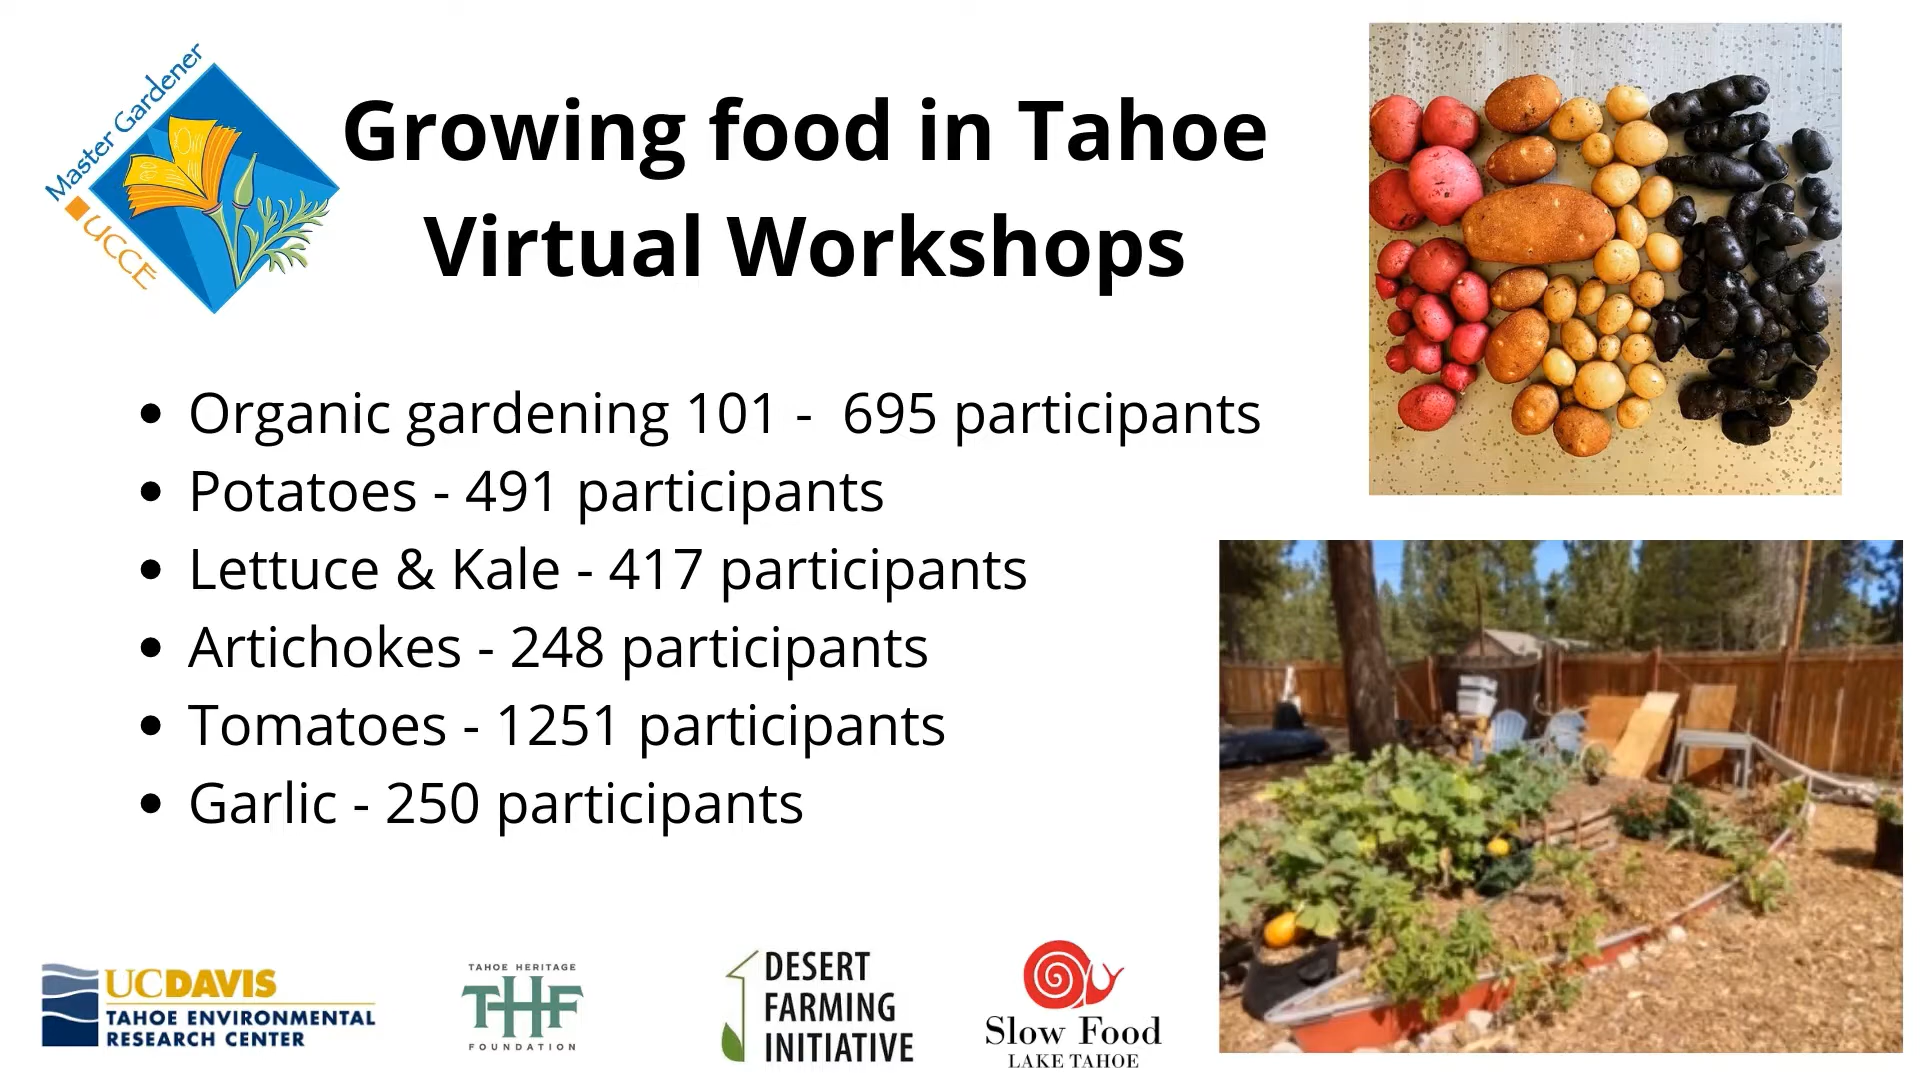 Master Gardener
UCCE
Growing food in Tahoe
Virtual Workshops
• Organic gardening 101 -  695 participants
• Potatoes - 491 participants
• Lettuce & Kale - 417 participants
• Artichokes - 248 participants
• Tomatoes - 1251 participants
• Garlic - 250 participants
UCDAVIS
TAHOE ENVIRONMENTAL
RESEARCH CENTER
TAHOE HERITAGE
THF
FOUNDATION
DESERT
FARMING
INITIATIVE
Slow Food
LAKE TAHOE